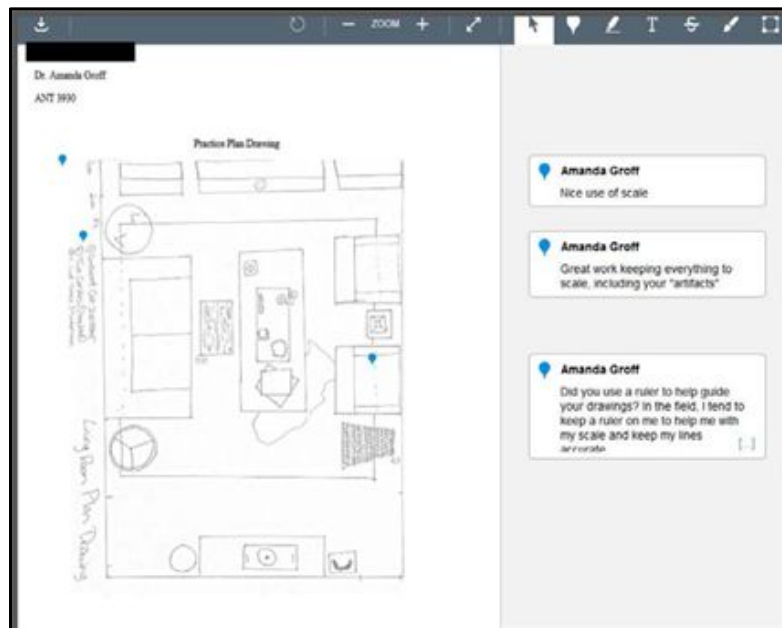 ZOOM
T
S
Dr. Amanda Groff
ANT 3930
Practice Plan Drawing
Living Room Plan Drawing
Amanda Groff
Nice use of scale
Amanda Groff
Great work keeping everything to
scale, including your "artifacts"
Amanda Groff
Did you use a ruler to help guide
your drawings? In the field, I tend to
keep a ruler on me to help me with
my scale and keep my lines
accurate
[...]